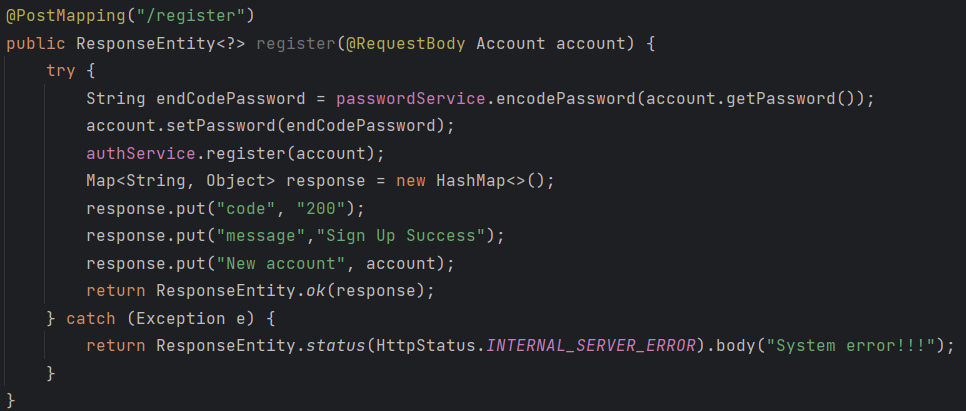 @PostMapping("/register")
public ResponseEntity<?> register(@RequestBody Account account) {
    try {
        String endCodePassword = passwordService.encodePassword(account.getPassword());
        account.setPassword(endCodePassword);
        authService.register(account);
        Map<String, Object> response = new HashMap<>();
        response.put("code", "200");
        response.put("message","Sign Up Success");
        response.put("New account", account);
        return ResponseEntity.ok(response);
    } catch (Exception e) {
        return ResponseEntity.status(HttpStatus.INTERNAL_SERVER_ERROR).body("System error!!!");
    }
}